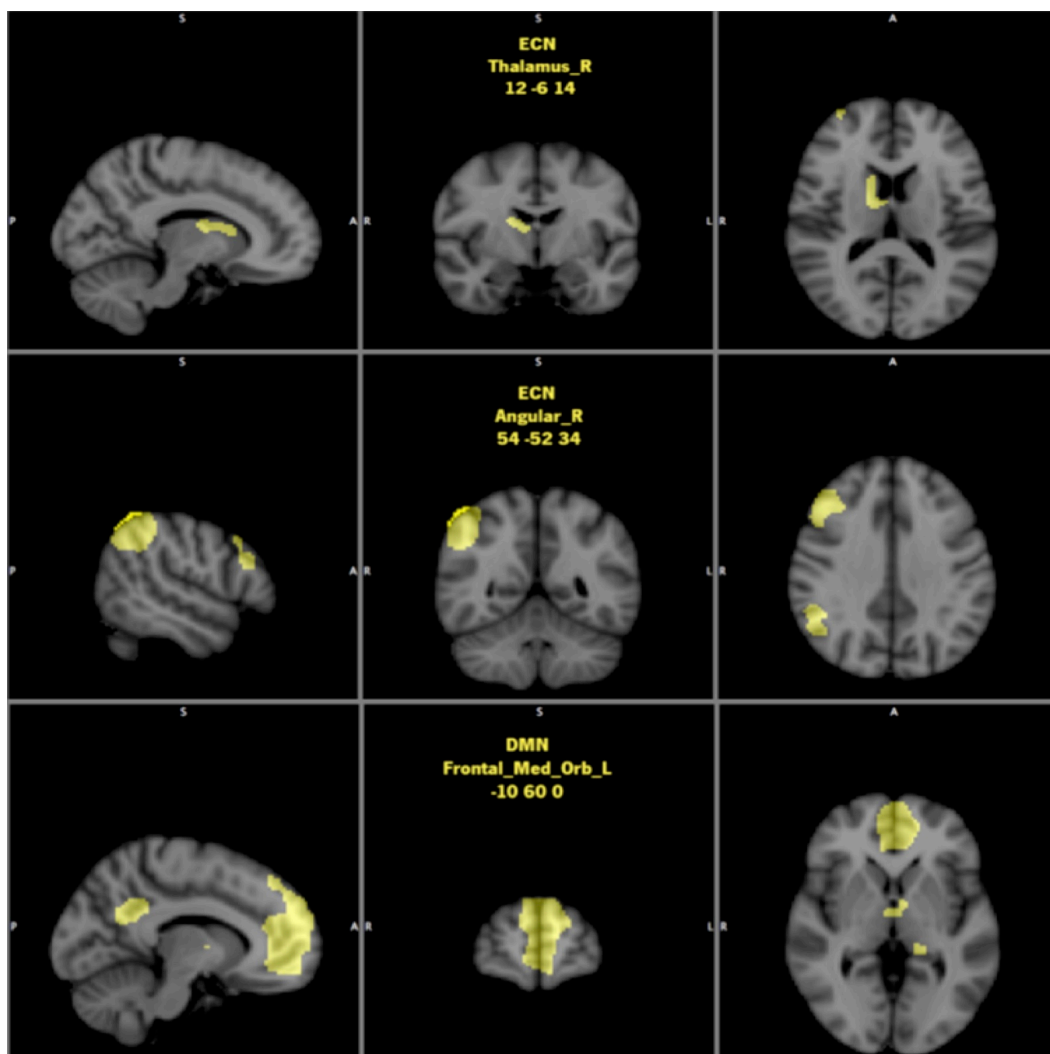 S
S
A
ECN
Thalamus_R
12 -6 14
P
A
R
L
R
S
S
A
ECN
Angular_R
54 -52 34
P
A
R
L
R
S
S
A
DMN
Frontal_Med_Orb_L
-10 60 0
P
A
R
L
R